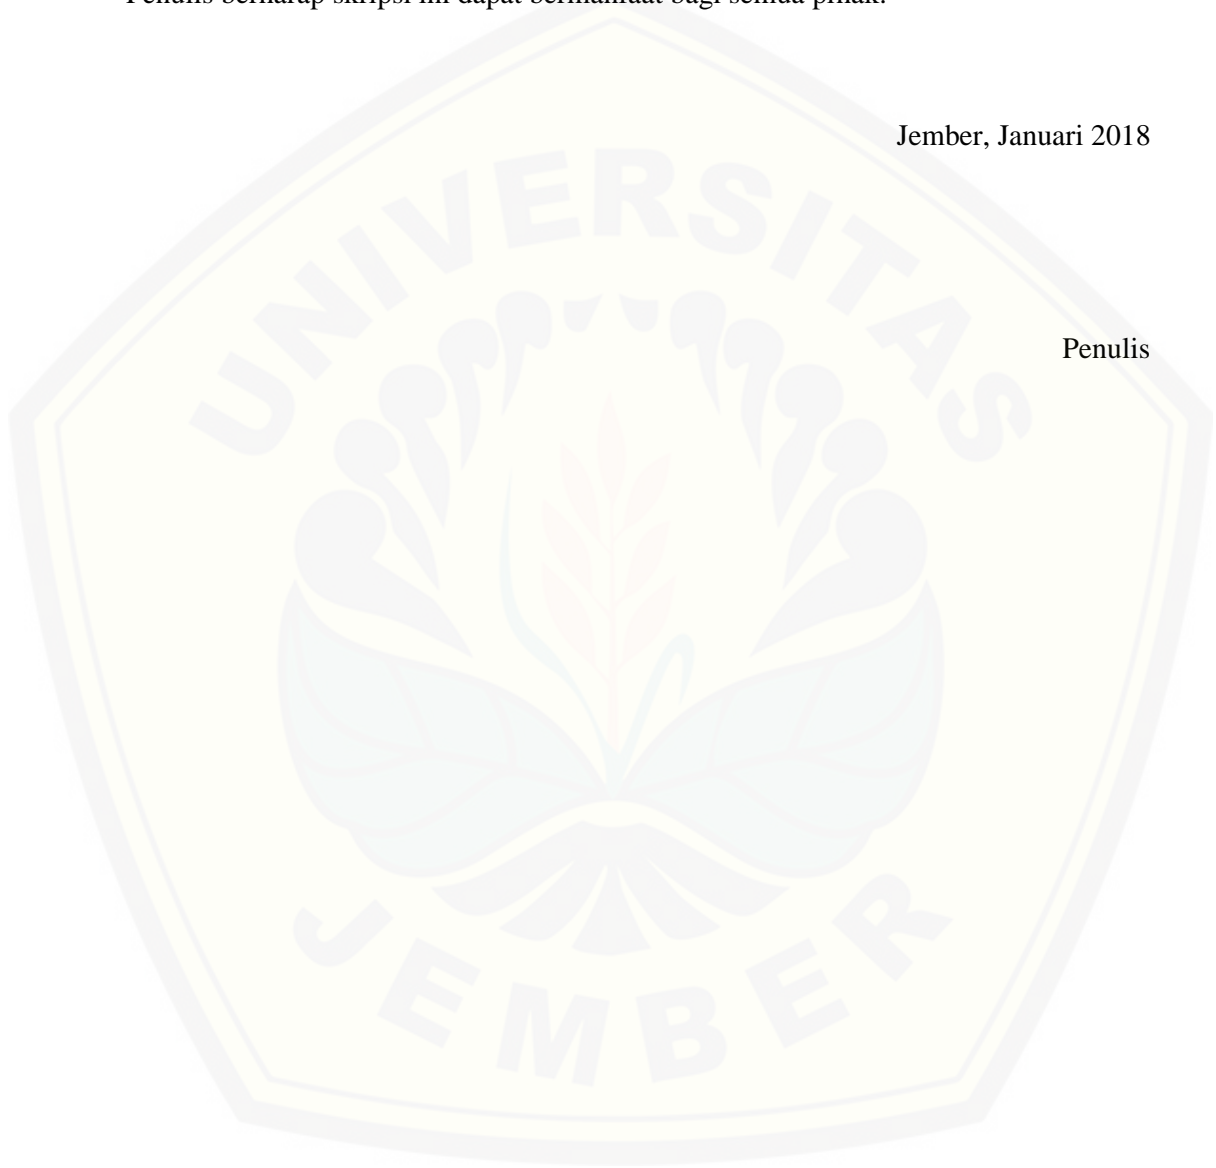 Penulis berharap skripsi ini dapat bermanfaat bagi semua pihak.
Jember, Januari 2018
UNIVERSITAS
Penulis
JEMBER